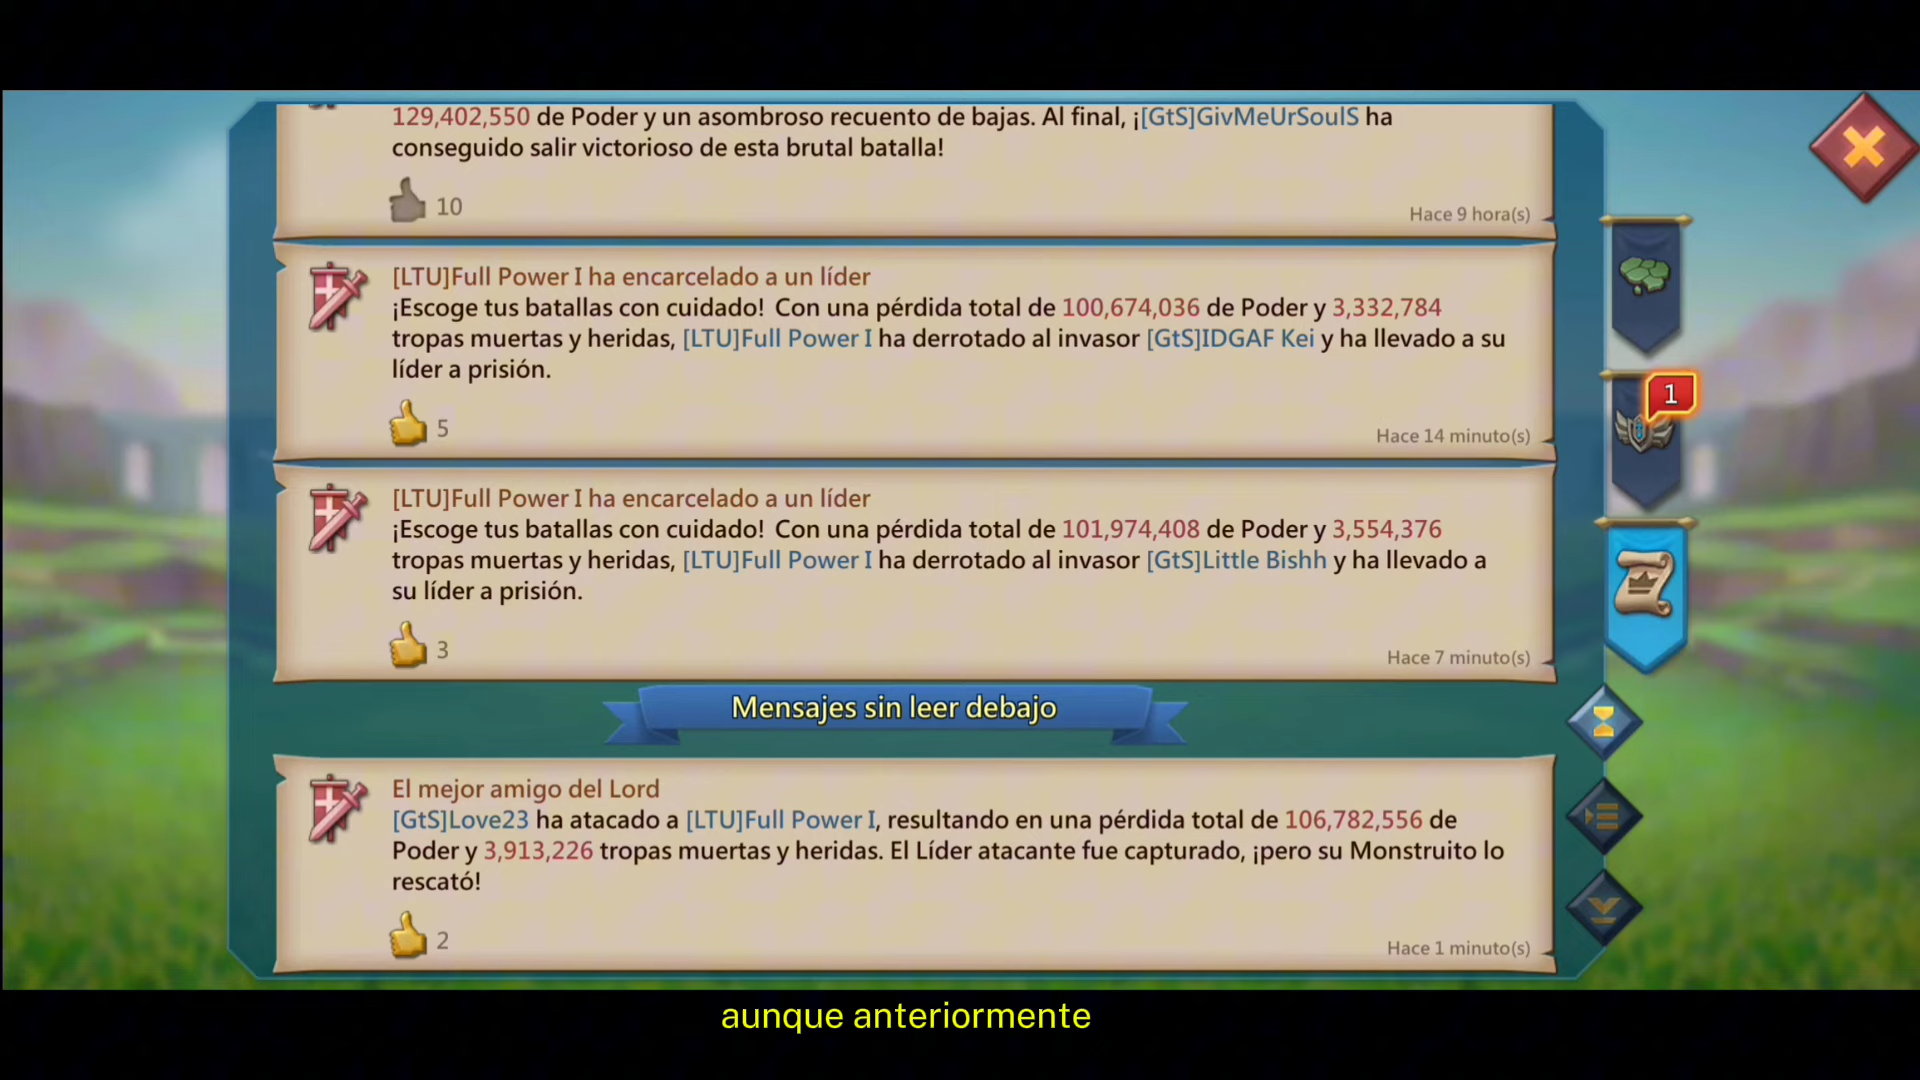 129,402,550 de Poder y un asombroso recuento de bajas. Al final, ¡[GtS]GivMeUrSoulS ha
conseguido salir victorioso de esta brutal batalla!
10
Hace 9 hora(s)
[LTU]Full Power I ha encarcelado a un líder
¡Escoge tus batallas con cuidado! Con una pérdida total de 100,674,036 de Poder y 3,332,784
tropas muertas y heridas, [LTU]Full Power I ha derrotado al invasor [GtS]IDGAF Kei y ha llevado a su
líder a prisión.
5
Hace 14 minuto(s)
1
[LTU]Full Power I ha encarcelado a un líder
¡Escoge tus batallas con cuidado! Con una pérdida total de 101,974,408 de Poder y 3,554,376
tropas muertas y heridas, [LTU]Full Power I ha derrotado al invasor [GtS]Little Bishh y ha llevado a
su líder a prisión.
3
Hace 7 minuto(s)
Mensajes sin leer debajo
El mejor amigo del Lord
[GtS]Love23 ha atacado a [LTU]Full Power I, resultando en una pérdida total de 106,782,556 de
Poder y 3,913,226 tropas muertas y heridas. El Líder atacante fue capturado, ¡pero su Monstruito lo
rescató!
2
Hace 1 minuto(s)
aunque anteriormente